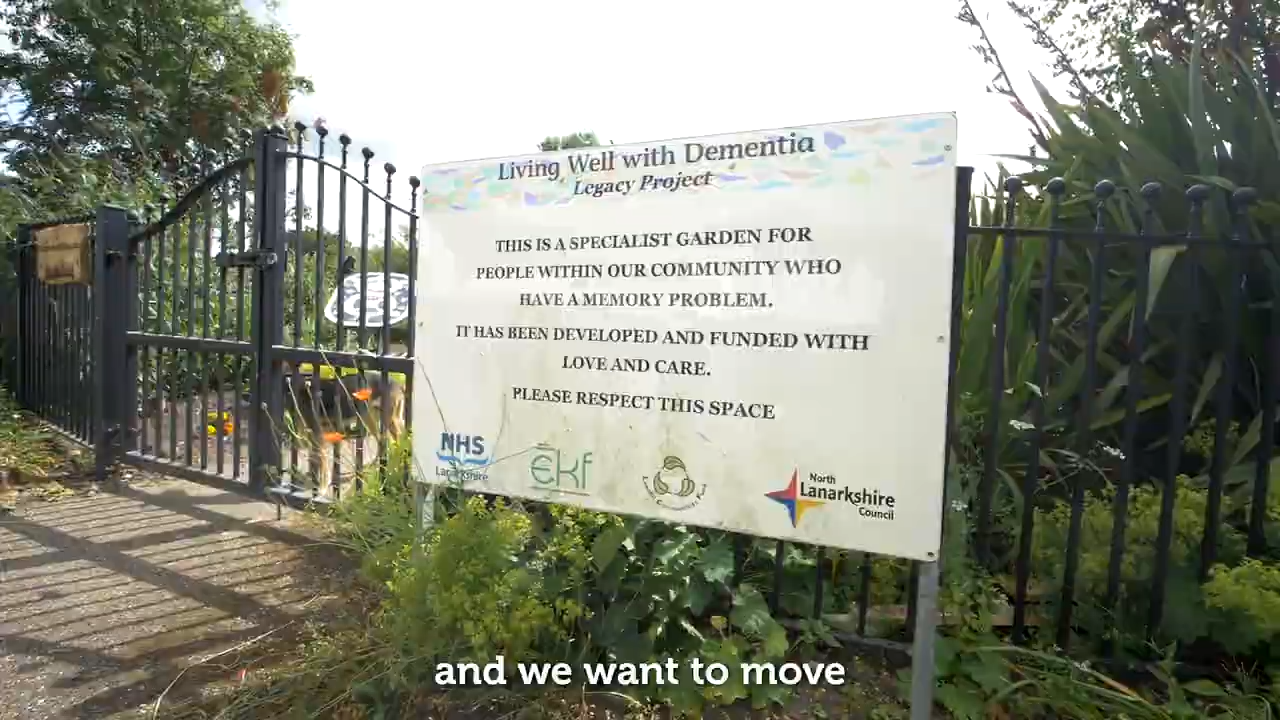 Living Well with Dementia
Legacy Project
THIS IS A SPECIALIST GARDEN FOR
PEOPLE WITHIN OUR COMMUNITY WHO
HAVE A MEMORY PROBLEM.
IT HAS BEEN DEVELOPED AND FUNDED WITH
LOVE AND CARE.
PLEASE RESPECT THIS SPACE
NHS
Lanarkshire
ekf
North
Lanarkshire
Council
and we want to move